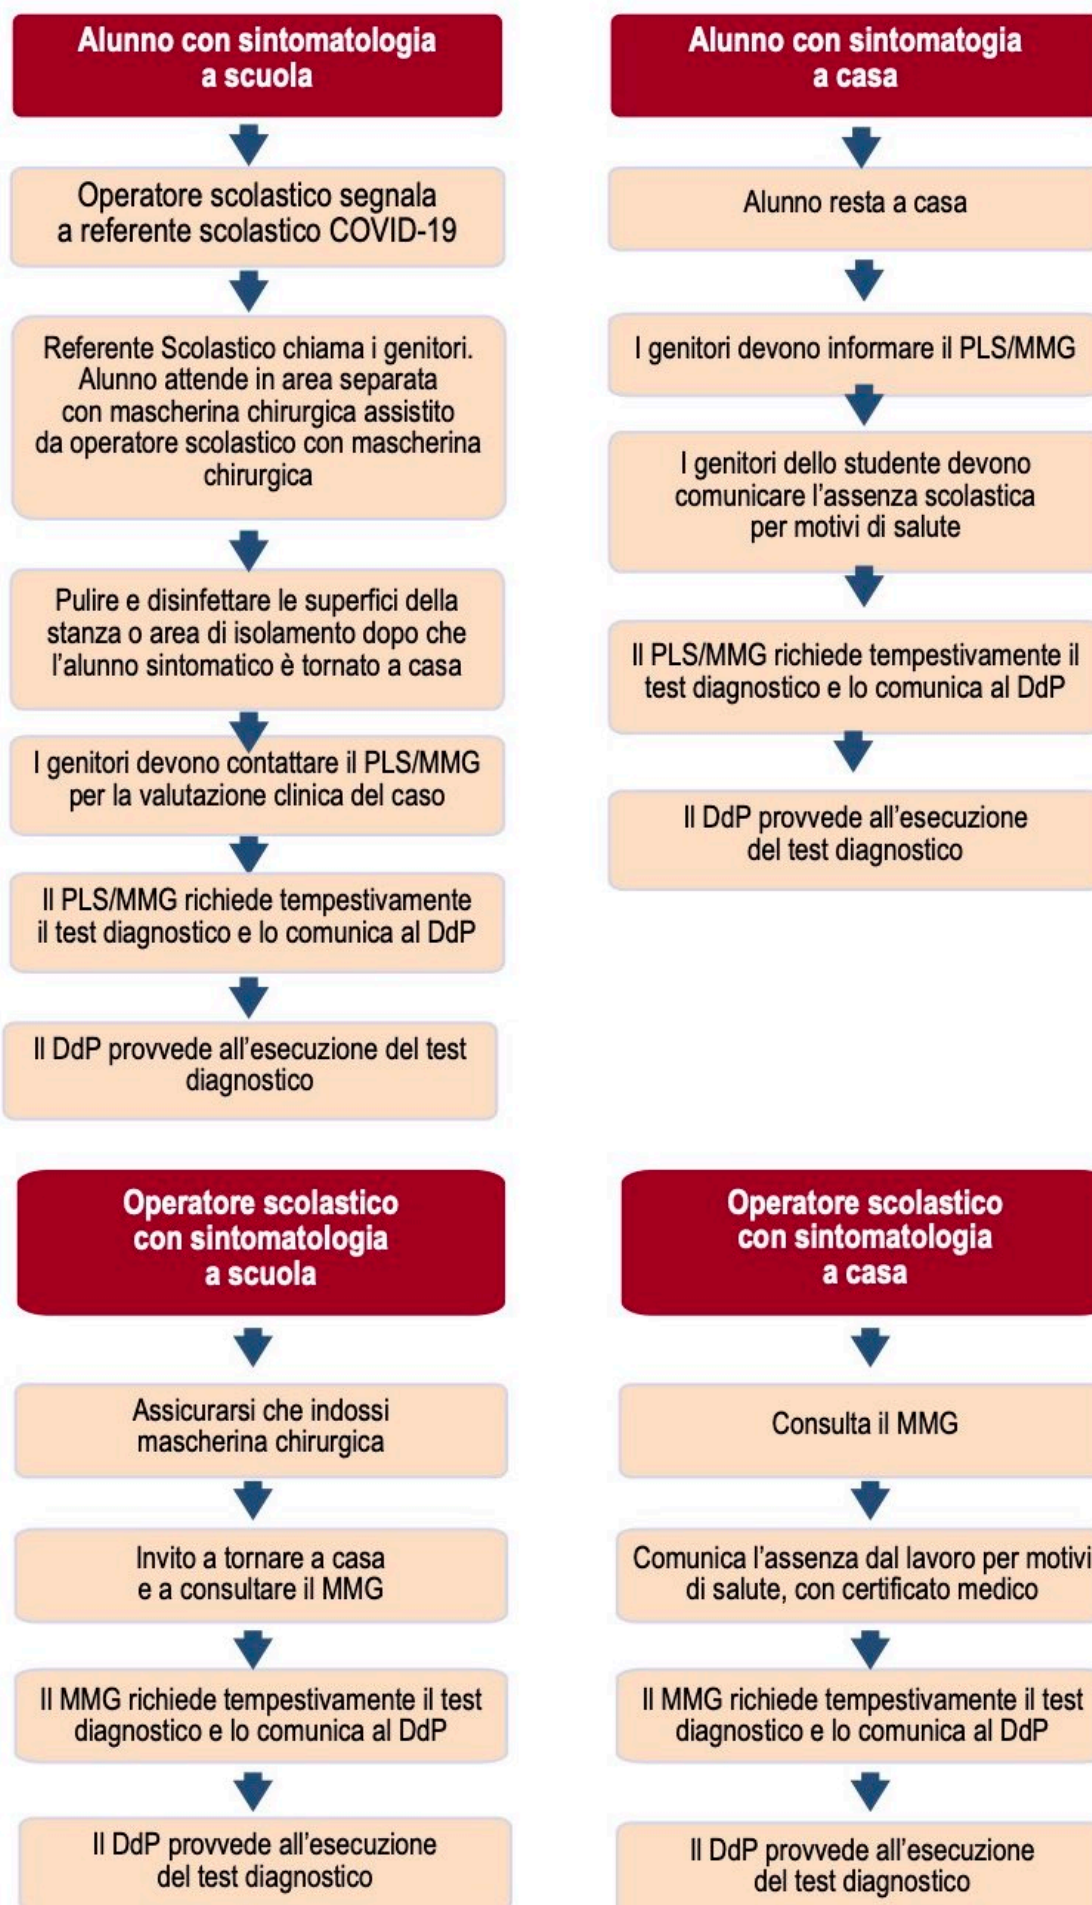 Alunno con sintomatologia
a scuola
Operatore scolastico segnala
a referente scolastico COVID-19
Referente Scolastico chiama i genitori.
Alunno attende in area separata
con mascherina chirurgica assistito
da operatore scolastico con mascherina
chirurgica
Pulire e disinfettare le superfici della
stanza o area di isolamento dopo che
l'alunno sintomatico è tornato a casa
I genitori devono contattare il PLS/MMG
per la valutazione clinica del caso
Il PLS/MMG richiede tempestivamente
il test diagnostico e lo comunica al DdP
Il DdP provvede all'esecuzione del test
diagnostico
Alunno con sintomatogia
a casa
Alunno resta a casa
I genitori devono informare il PLS/MMG
I genitori dello studente devono
comunicare l'assenza scolastica
per motivi di salute
Il PLS/MMG richiede tempestivamente il
test diagnostico e lo comunica al DdP
Il DdP provvede all'esecuzione
del test diagnostico
Operatore scolastico
con sintomatologia
a scuola
Assicurarsi che indossi
mascherina chirurgica
Invito a tornare a casa
e a consultare il MMG
Il MMG richiede tempestivamente il test
diagnostico e lo comunica al DdP
Il DdP provvede all'esecuzione
del test diagnostico
Operatore scolastico
con sintomatologia
a casa
Consulta il MMG
Comunica l'assenza dal lavoro per motivi
di salute, con certificato medico
Il MMG richiede tempestivamente il test
diagnostico e lo comunica al DdP
Il DdP provvede all'esecuzione
del test diagnostico